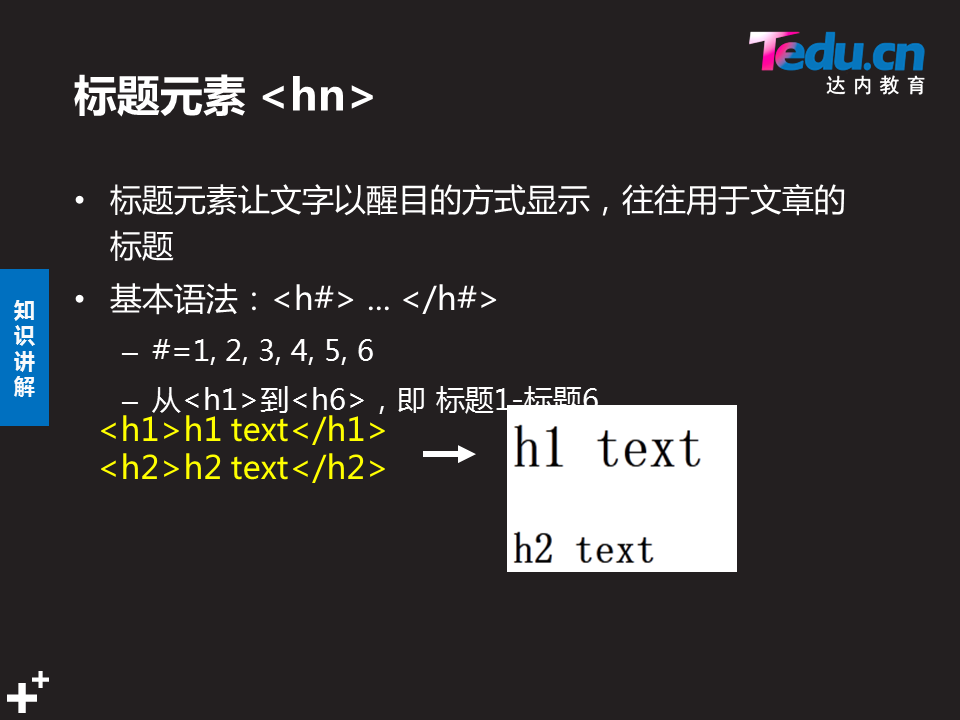 Tedu.cn
达内教育
标题元素 <hn>
• 标题元素让文字以醒目的方式显示，往往用于文章的
标题
• 基本语法：<h#> … </h#>
– #=1, 2, 3, 4, 5, 6
– 从<h1>到<h6>，即 标题1-标题6
知识讲解
<h1>h1 text</h1>
<h2>h2 text</h2>
h1 text
h2 text